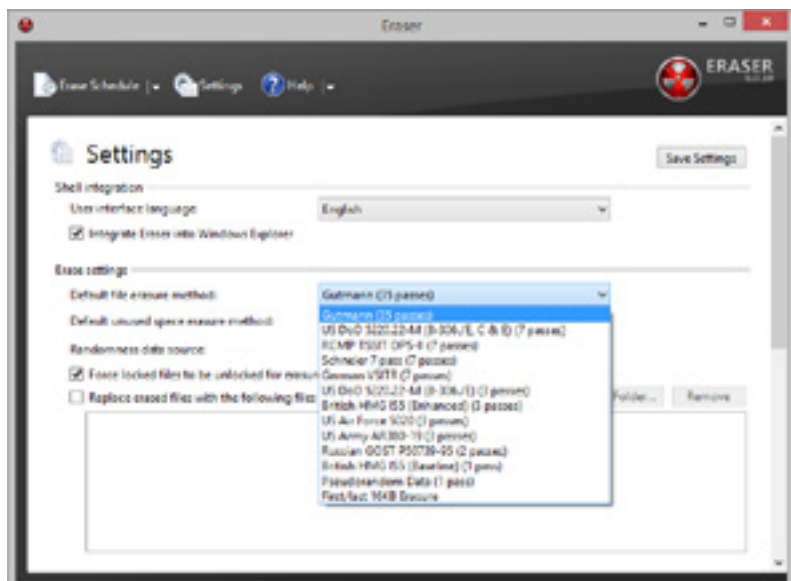 Eraser
Erase Schedule
Settings
Help
ERASER
Settings
Save Settings
Shell integration
User interface language:
English
Integrate Eraser into Windows Explorer
Erase settings
Default file erasure method:
Gutmann (35 passes)
Default unused space erasure method:
Gutmann (35 passes)
US DoD 5220.22-M (8-306./E, C & E) (7 passes)
RCMP TSSIT OPS-II (7 passes)
Randomness data source:
Schneier 7 pass (7 passes)
Force locked files to be unlocked for erasure
German VSITR (7 passes)
US DoD 5220.22-M (8-306./E) (3 passes)
Replace erased files with the following files
British HMG IS5 (Enhanced) (3 passes)
Folder...
Remove
US Air Force 5020 (3 passes)
US Army AR380-19 (3 passes)
Russian GOST P50739-95 (2 passes)
British HMG IS5 (Baseline) (1 pass)
Pseudorandom Data (1 pass)
First/last 16KB Erasure